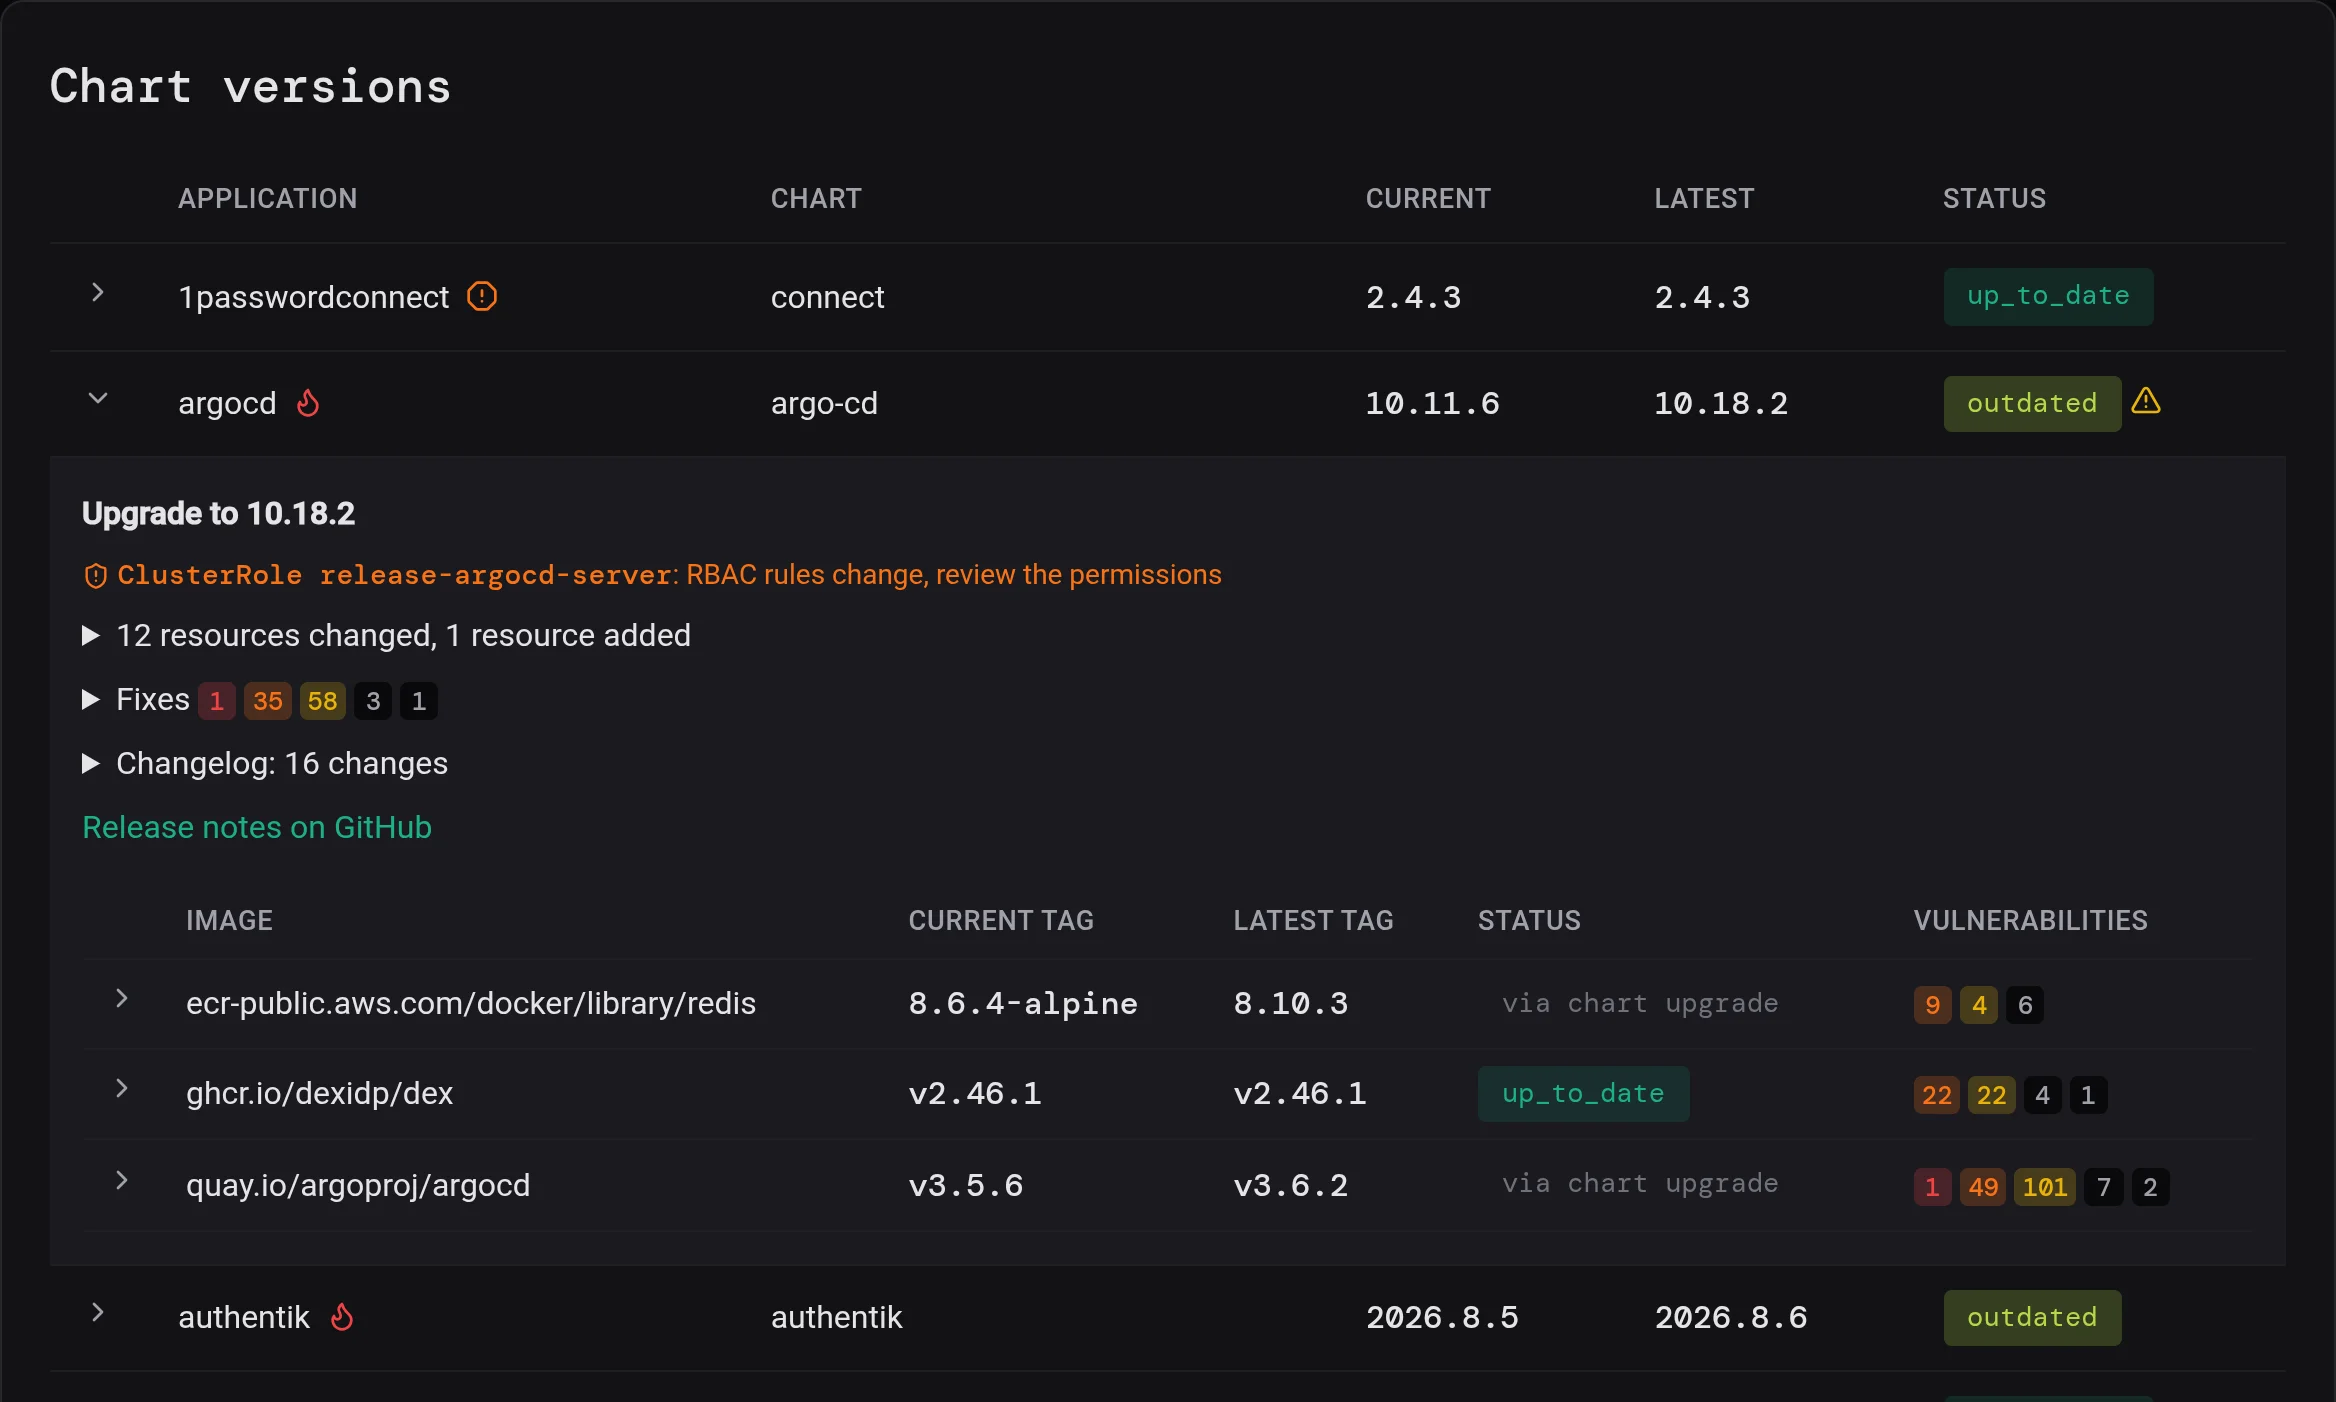 Chart versions
APPLICATION CHART CURRENT LATEST STATUS
1passwordconnect connect 2.4.3 2.4.3 up_to_date
argocd argo-cd 10.11.6 10.18.2 outdated
Upgrade to 10.18.2
ClusterRole release-argocd-server: RBAC rules change, review the permissions
12 resources changed, 1 resource added
Fixes 1 35 58 3 1
Changelog: 16 changes
Release notes on GitHub
IMAGE CURRENT TAG LATEST TAG STATUS VULNERABILITIES
ecr-public.aws.com/docker/library/redis 8.6.4-alpine 8.10.3 via chart upgrade 9 4 6
ghcr.io/dexidp/dex v2.46.1 v2.46.1 up_to_date 22 22 4 1
quay.io/argoproj/argocd v3.5.6 v3.6.2 via chart upgrade 1 49 101 7 2
authentik authentik 2026.8.5 2026.8.6 outdated